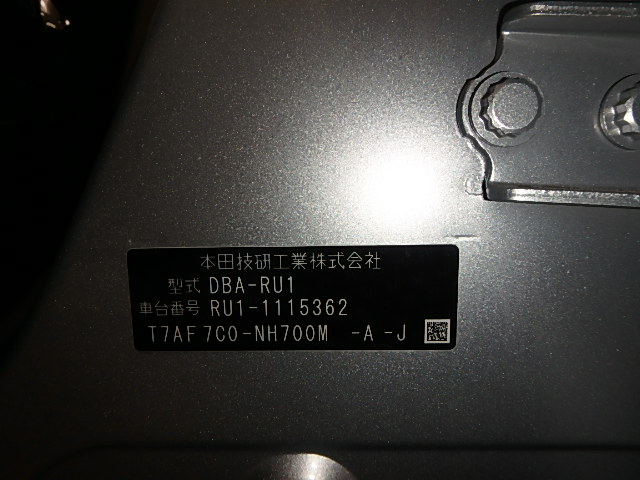 本田技研工業株式会社
型式 DBA-RU1
車台番号 RU1-1115362
T7AF7C0-NH700M -A-J